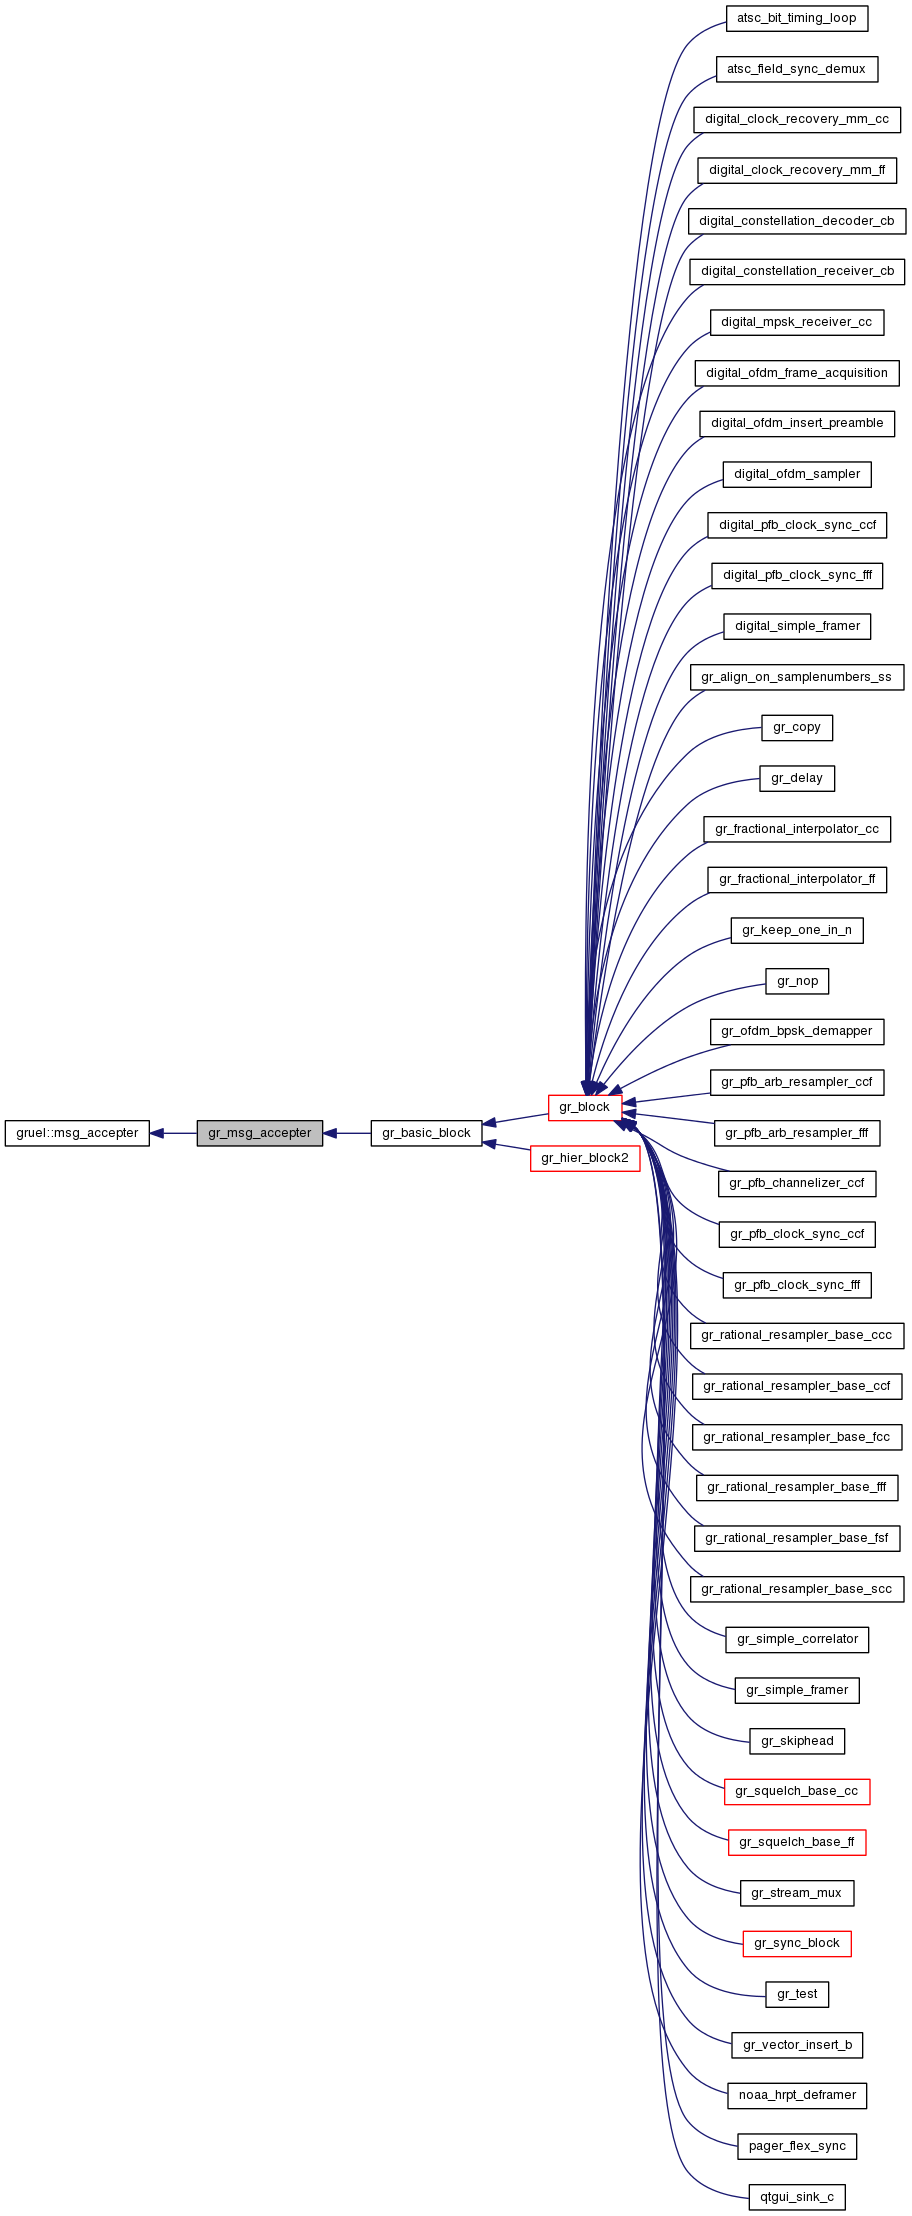 atsc_bit_timing_loop
atsc_field_sync_demux
digital_clock_recovery_mm_cc
digital_clock_recovery_mm_ff
digital_constellation_decoder_cb
digital_constellation_receiver_cb
digital_mpsk_receiver_cc
digital_ofdm_frame_acquisition
digital_ofdm_insert_preamble
digital_ofdm_sampler
digital_pfb_clock_sync_ccf
digital_pfb_clock_sync_fff
digital_simple_framer
gr_align_on_samplenumbers_ss
gr_copy
gr_delay
gr_fractional_interpolator_cc
gr_fractional_interpolator_ff
gr_keep_one_in_n
gr_nop
gr_ofdm_bpsk_demapper
gr_pfb_arb_resampler_ccf
gr_block
gruel::msg_accepter
gr_msg_accepter
gr_basic_block
gr_pfb_arb_resampler_fff
gr_hier_block2
gr_pfb_channelizer_ccf
gr_pfb_clock_sync_ccf
gr_pfb_clock_sync_fff
gr_rational_resampler_base_ccc
gr_rational_resampler_base_ccf
gr_rational_resampler_base_fcc
gr_rational_resampler_base_fff
gr_rational_resampler_base_fsf
gr_rational_resampler_base_scc
gr_simple_correlator
gr_simple_framer
gr_skiphead
gr_squelch_base_cc
gr_squelch_base_ff
gr_stream_mux
gr_sync_block
gr_test
gr_vector_insert_b
noaa_hrpt_deframer
pager_flex_sync
qtgui_sink_c